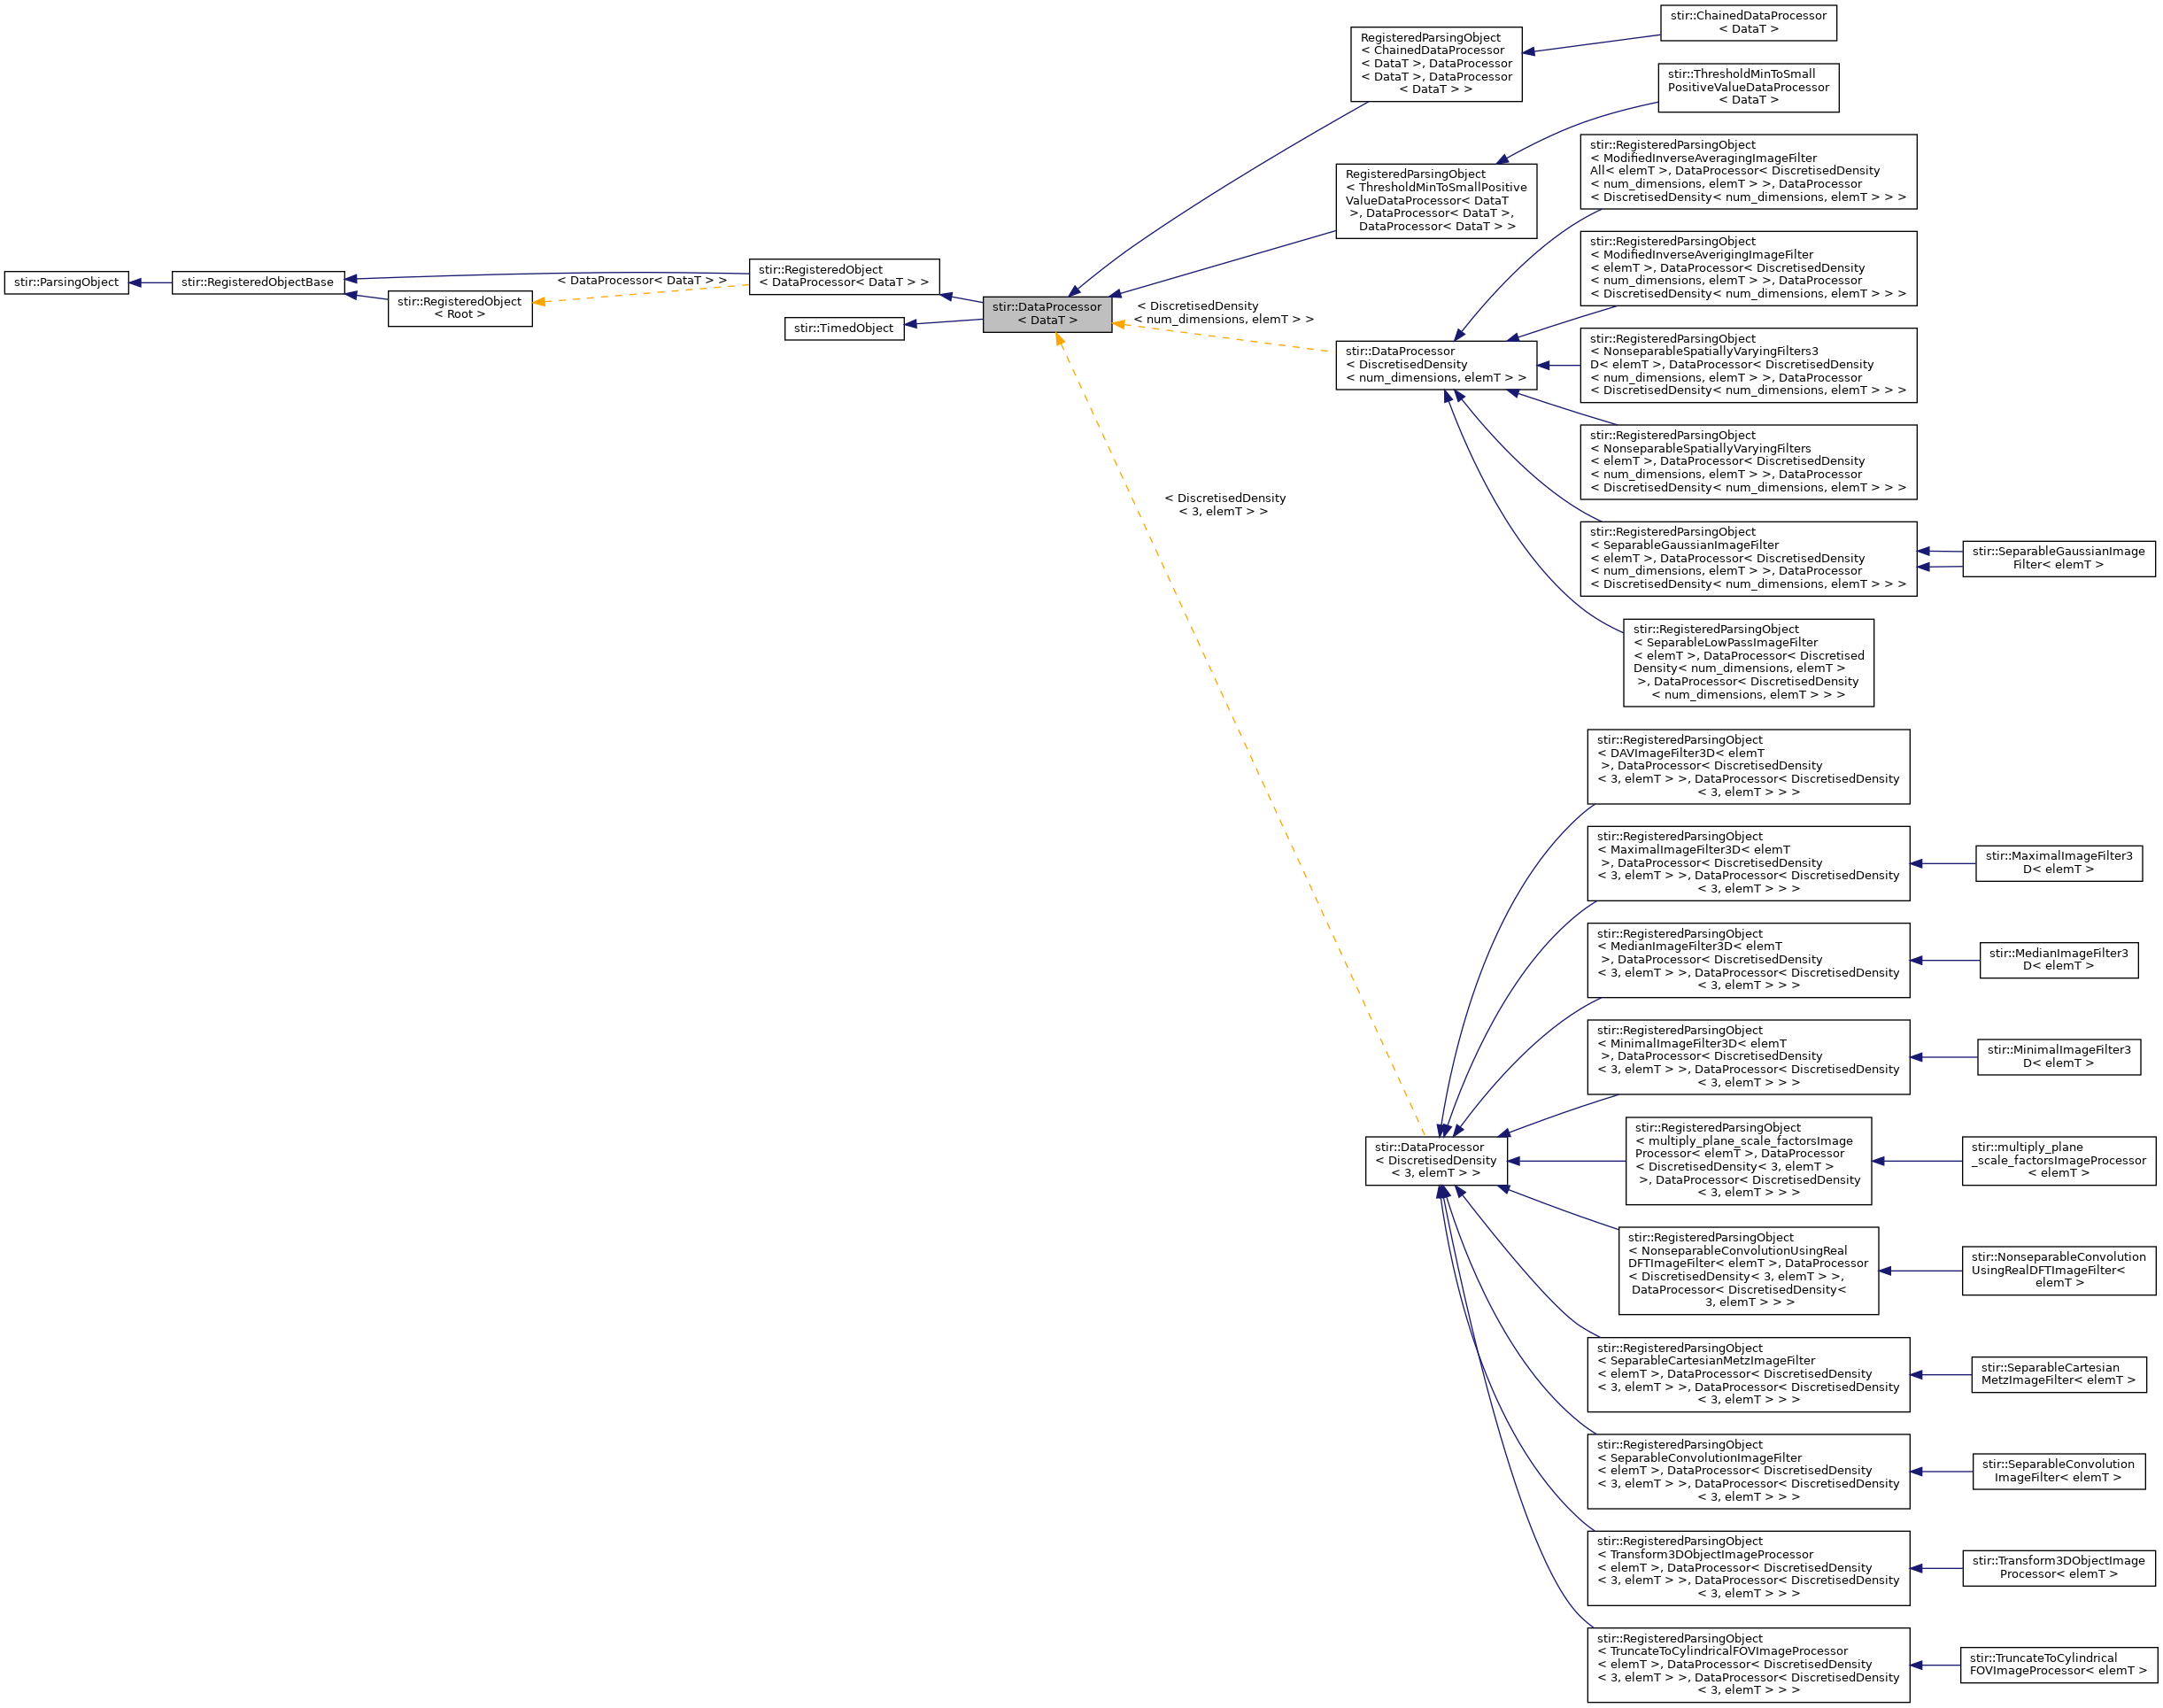 stir::ParsingObject
stir::RegisteredObjectBase
stir::RegisteredObject
< Root >
< DataProcessor< DataT > >
stir::RegisteredObject
< DataProcessor< DataT > >
stir::TimedObject
stir::DataProcessor
< DataT >
< DiscretisedDensity
< num_dimensions, elemT > >
< DiscretisedDensity
< 3, elemT > >
RegisteredParsingObject
< ChainedDataProcessor
< DataT >, DataProcessor
< DataT >, DataProcessor
< DataT > >
stir::ChainedDataProcessor
< DataT >
RegisteredParsingObject
< ThresholdMinToSmallPositive
ValueDataProcessor< DataT
>, DataProcessor< DataT >,
DataProcessor< DataT > >
stir::ThresholdMinToSmall
PositiveValueDataProcessor
< DataT >
stir::DataProcessor
< DiscretisedDensity
< num_dimensions, elemT > >
stir::RegisteredParsingObject
< ModifiedInverseAveragingImageFilter
All< elemT >, DataProcessor< DiscretisedDensity
< num_dimensions, elemT > >, DataProcessor
< DiscretisedDensity< num_dimensions, elemT > > >
stir::RegisteredParsingObject
< ModifiedInverseAverigingImageFilter
< elemT >, DataProcessor< DiscretisedDensity
< num_dimensions, elemT > >, DataProcessor
< DiscretisedDensity< num_dimensions, elemT > > >
stir::RegisteredParsingObject
< NonseparableSpatiallyVaryingFilters3
D< elemT >, DataProcessor< DiscretisedDensity
< num_dimensions, elemT > >, DataProcessor
< DiscretisedDensity< num_dimensions, elemT > > >
stir::RegisteredParsingObject
< NonseparableSpatiallyVaryingFilters
< elemT >, DataProcessor< DiscretisedDensity
< num_dimensions, elemT > >, DataProcessor
< DiscretisedDensity< num_dimensions, elemT > > >
stir::RegisteredParsingObject
< SeparableGaussianImageFilter
< elemT >, DataProcessor< DiscretisedDensity
< num_dimensions, elemT > >, DataProcessor
< DiscretisedDensity< num_dimensions, elemT > > >
stir::SeparableGaussianImage
Filter< elemT >
stir::RegisteredParsingObject
< SeparableLowPassImageFilter
< elemT >, DataProcessor< Discretised
Density< num_dimensions, elemT >
>, DataProcessor< DiscretisedDensity
< num_dimensions, elemT > > >
stir::DataProcessor
< DiscretisedDensity
< 3, elemT > >
stir::RegisteredParsingObject
< DAVImageFilter3D< elemT
>, DataProcessor< DiscretisedDensity
< 3, elemT > >, DataProcessor< DiscretisedDensity
< 3, elemT > > >
stir::RegisteredParsingObject
< MaximalImageFilter3D< elemT
>, DataProcessor< DiscretisedDensity
< 3, elemT > >, DataProcessor< DiscretisedDensity
< 3, elemT > > >
stir::MaximalImageFilter3
D< elemT >
stir::RegisteredParsingObject
< MedianImageFilter3D< elemT
>, DataProcessor< DiscretisedDensity
< 3, elemT > >, DataProcessor< DiscretisedDensity
< 3, elemT > > >
stir::MedianImageFilter3
D< elemT >
stir::RegisteredParsingObject
< MinimalImageFilter3D< elemT
>, DataProcessor< DiscretisedDensity
< 3, elemT > >, DataProcessor< DiscretisedDensity
< 3, elemT > > >
stir::MinimalImageFilter3
D< elemT >
stir::RegisteredParsingObject
< multiply_plane_scale_factorsImage
Processor< elemT >, DataProcessor
< DiscretisedDensity< 3, elemT >
>, DataProcessor< DiscretisedDensity
< 3, elemT > > >
stir::multiply_plane
_scale_factorsImageProcessor
< elemT >
stir::RegisteredParsingObject
< NonseparableConvolutionUsingReal
DFTImageFilter< elemT >, DataProcessor
< DiscretisedDensity< 3, elemT > >,
DataProcessor< DiscretisedDensity<
3, elemT > > >
stir::NonseparableConvolution
UsingRealDFTImageFilter<
elemT >
stir::RegisteredParsingObject
< SeparableCartesianMetzImageFilter
< elemT >, DataProcessor< DiscretisedDensity
< 3, elemT > >, DataProcessor< DiscretisedDensity
< 3, elemT > > >
stir::SeparableCartesian
MetzImageFilter< elemT >
stir::RegisteredParsingObject
< SeparableConvolutionImageFilter
< elemT >, DataProcessor< DiscretisedDensity
< 3, elemT > >, DataProcessor< DiscretisedDensity
< 3, elemT > > >
stir::SeparableConvolution
ImageFilter< elemT >
stir::RegisteredParsingObject
< Transform3DObjectImageProcessor
< elemT >, DataProcessor< DiscretisedDensity
< 3, elemT > >, DataProcessor< DiscretisedDensity
< 3, elemT > > >
stir::Transform3DObjectImage
Processor< elemT >
stir::RegisteredParsingObject
< TruncateToCylindricalFOVImageProcessor
< elemT >, DataProcessor< DiscretisedDensity
< 3, elemT > >, DataProcessor< DiscretisedDensity
< 3, elemT > > >
stir::TruncateToCylindrical
FOVImageProcessor< elemT >